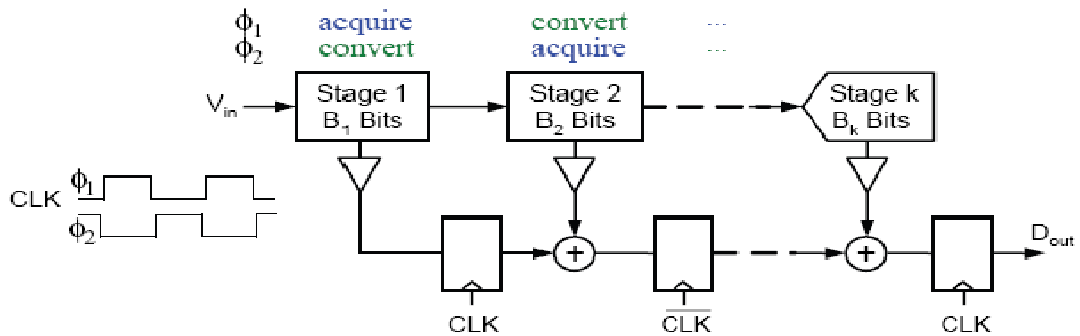 ϕ1 acquire convert ...
ϕ2 convert acquire ...
Vin
Stage 1
B1 Bits
Stage 2
B2 Bits
Stage k
Bk Bits
CLK
ϕ1
ϕ2
+
+
Dout
CLK
C̅L̅K̅
CLK